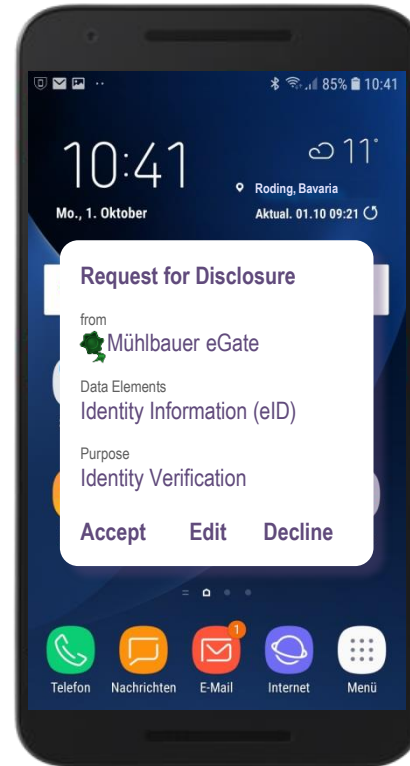 85% 10:41
10:41
11°
Roding, Bavaria
Mo., 1. Oktober
Aktual. 01.10 09:21
Request for Disclosure
from
Mühlbauer eGate
Data Elements
Identity Information (eID)
Purpose
Identity Verification
Accept Edit Decline
1
Telefon Nachrichten E-Mail Internet Menü